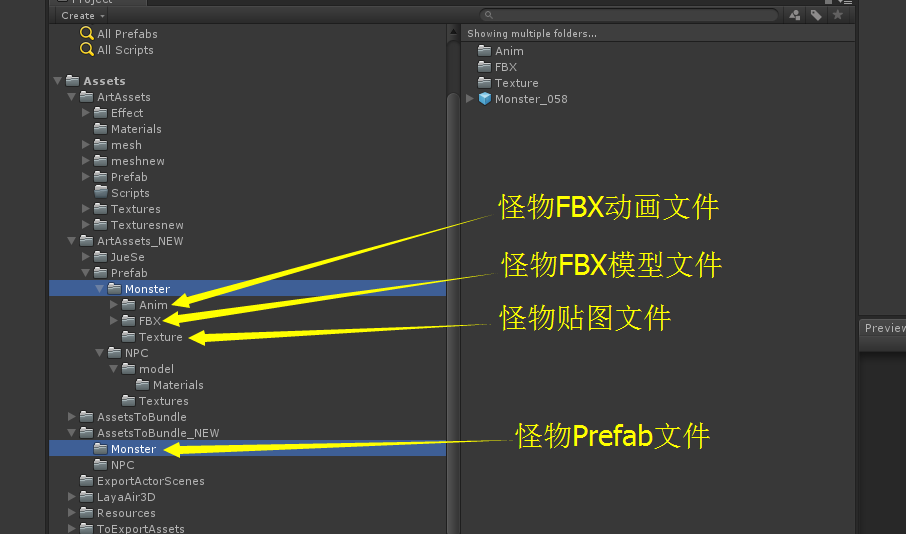 Project
Create
All Prefabs
All Scripts
Assets
ArtAssets
Effect
Materials
mesh
meshnew
Prefab
Scripts
Textures
Texturesnew
ArtAssets_NEW
JueSe
Prefab
Monster
Anim
FBX
Texture
NPC
model
Materials
Textures
AssetsToBundle
AssetsToBundle_NEW
Monster
NPC
ExportActorScenes
LayaAir3D
Resources
ToExportAssets
Showing multiple folders...
Anim
FBX
Texture
Monster_058
怪物FBX动画文件
怪物FBX模型文件
怪物贴图文件
怪物Prefab文件
Preview